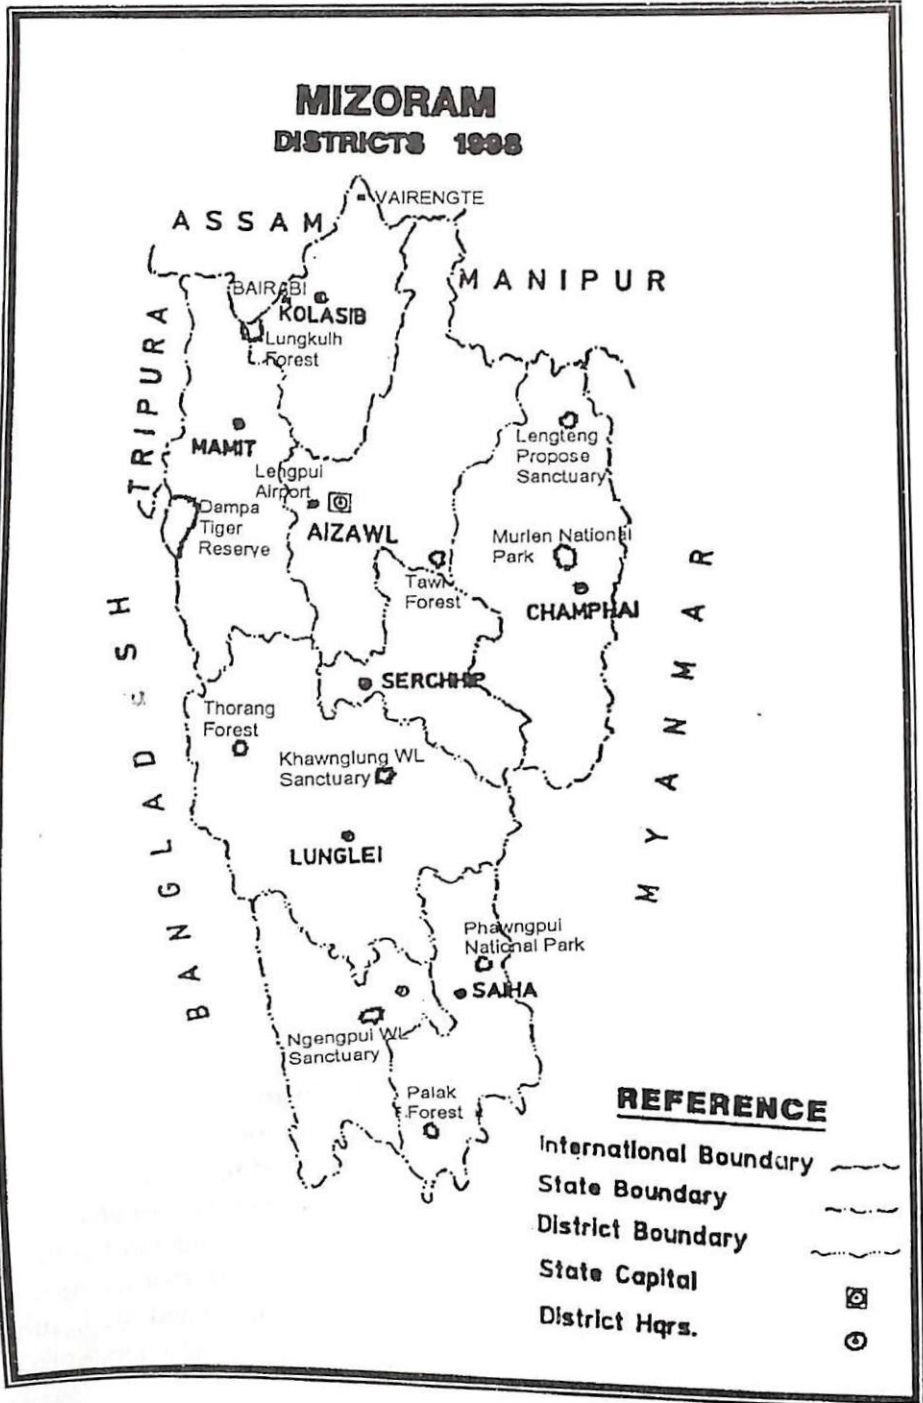 MIZORAM
DISTRICTS 1998
VAIRENGTE
ASSAM
MANIPUR
BAIRABI
KOLASIB
Lungkulh
Forest
TRIPURA
Lengteng
Propose
Sanctuary
MAMIT
Lengpui
Airport
AIZAWL
Dampa
Tiger
Reserve
Murlen National
Park
Tawi
Forest
CHAMPHAI
MYANMAR
BANGLADESH
SERCHHIP
Thorang
Forest
Khawnglung WL
Sanctuary
LUNGLEI
Phawngpui
National Park
SAIHA
Ngengpui WL
Sanctuary
Palak
Forest
REFERENCE
International Boundary
State Boundary
District Boundary
State Capital
District Hqrs.